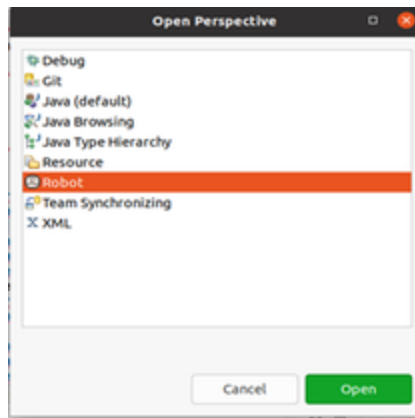 Open Perspective
Debug
Git
Java (default)
Java Browsing
Java Type Hierarchy
Resource
Robot
Team Synchronizing
XML
Cancel
Open